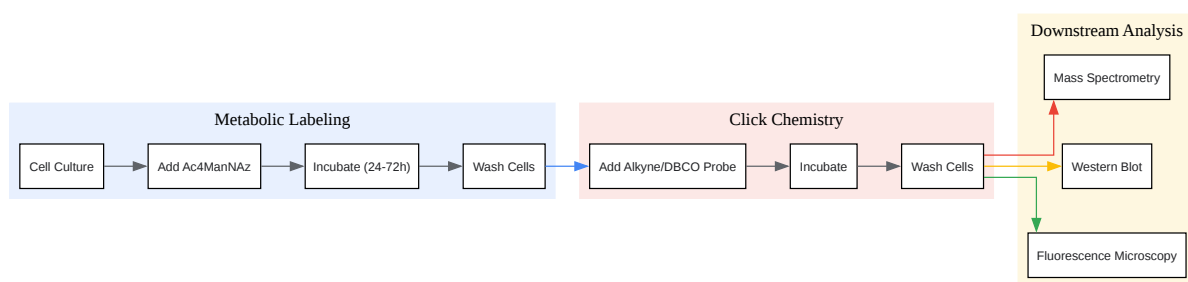 Metabolic Labeling
Cell Culture
Add Ac4ManNAz
Incubate (24-72h)
Wash Cells
Click Chemistry
Add Alkyne/DBCO Probe
Incubate
Wash Cells
Downstream Analysis
Mass Spectrometry
Western Blot
Fluorescence Microscopy